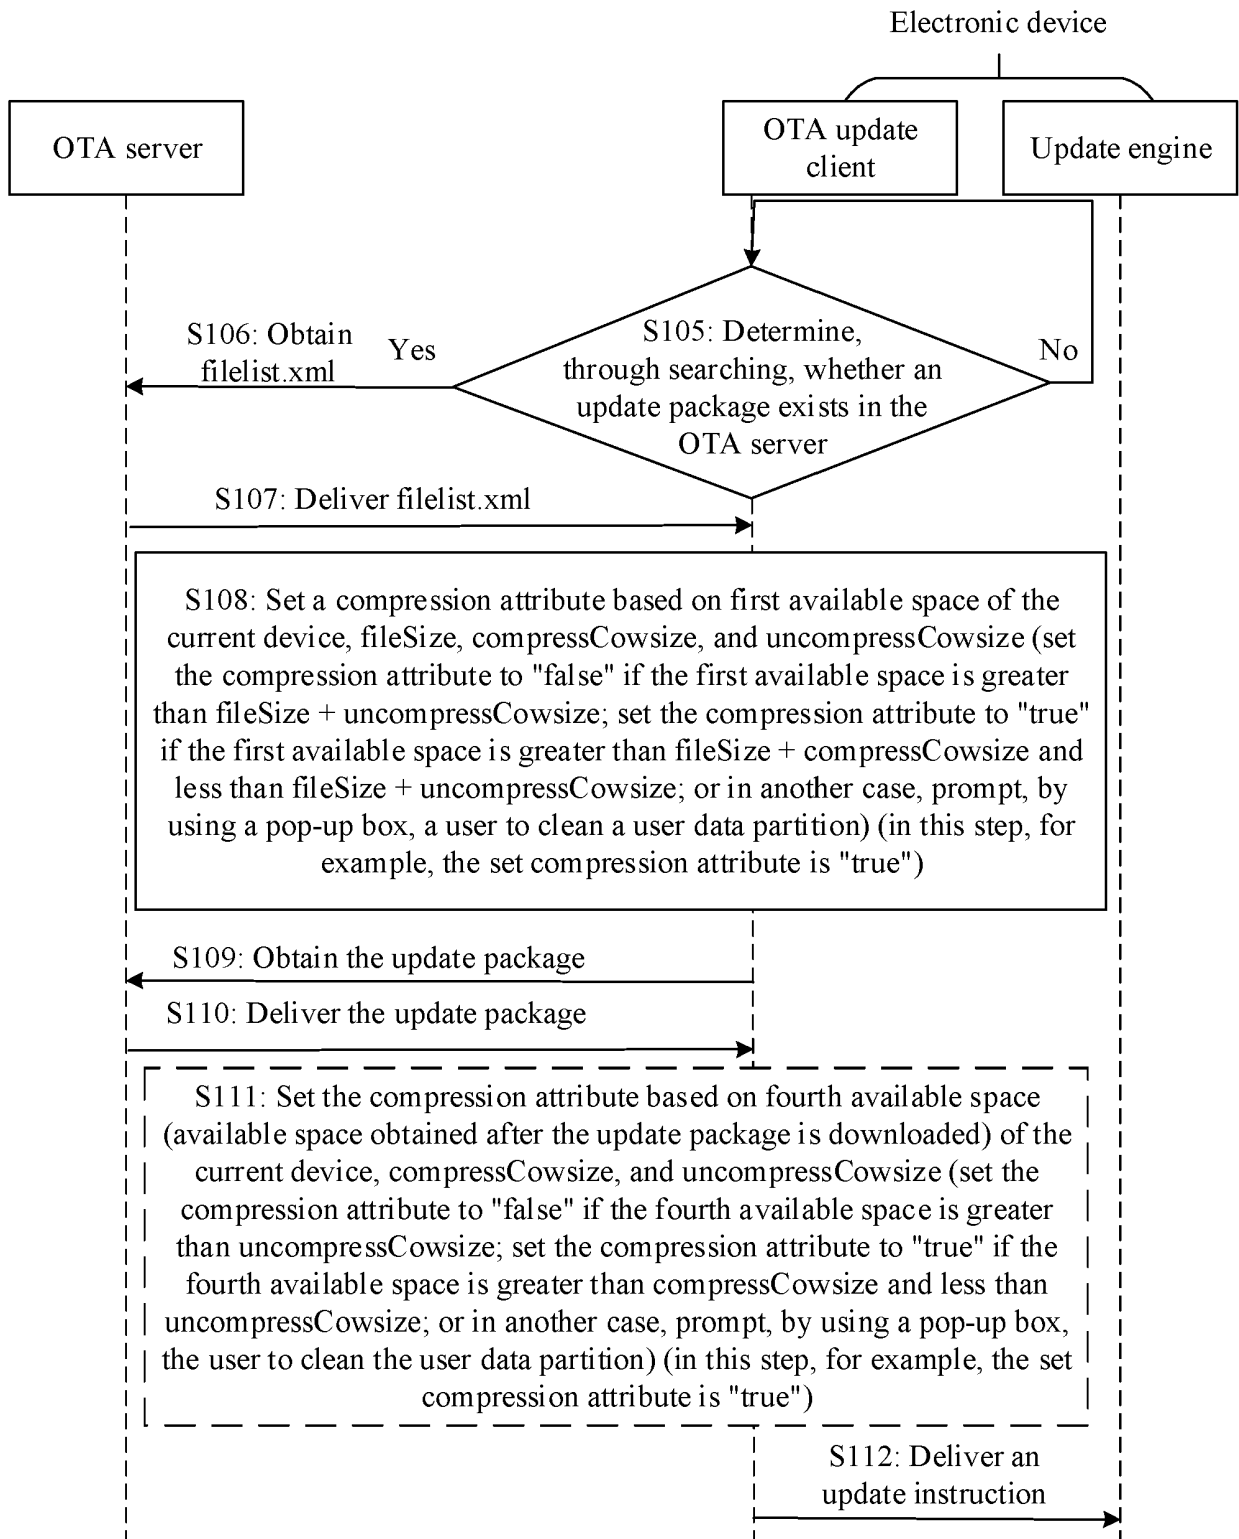 Electronic device
OTA server
OTA update
client
Update engine
S106: Obtain
filelist.xml
Yes
S105: Determine,
through searching, whether an
update package exists in the
OTA server
No
S107: Deliver filelist.xml
S108: Set a compression attribute based on first available space of the
current device, fileSize, compressCowsize, and uncompressCowsize (set
the compression attribute to "false" if the first available space is greater
than fileSize + uncompressCowsize; set the compression attribute to "true"
if the first available space is greater than fileSize + compressCowsize and
less than fileSize + uncompressCowsize; or in another case, prompt, by
using a pop-up box, a user to clean a user data partition) (in this step, for
example, the set compression attribute is "true")
S109: Obtain the update package
S110: Deliver the update package
S111: Set the compression attribute based on fourth available space
(available space obtained after the update package is downloaded) of the
current device, compressCowsize, and uncompressCowsize (set the
compression attribute to "false" if the fourth available space is greater
than uncompressCowsize; set the compression attribute to "true" if the
fourth available space is greater than compressCowsize and less than
uncompressCowsize; or in another case, prompt, by using a pop-up box,
the user to clean the user data partition) (in this step, for example, the set
compression attribute is "true")
S112: Deliver an
update instruction